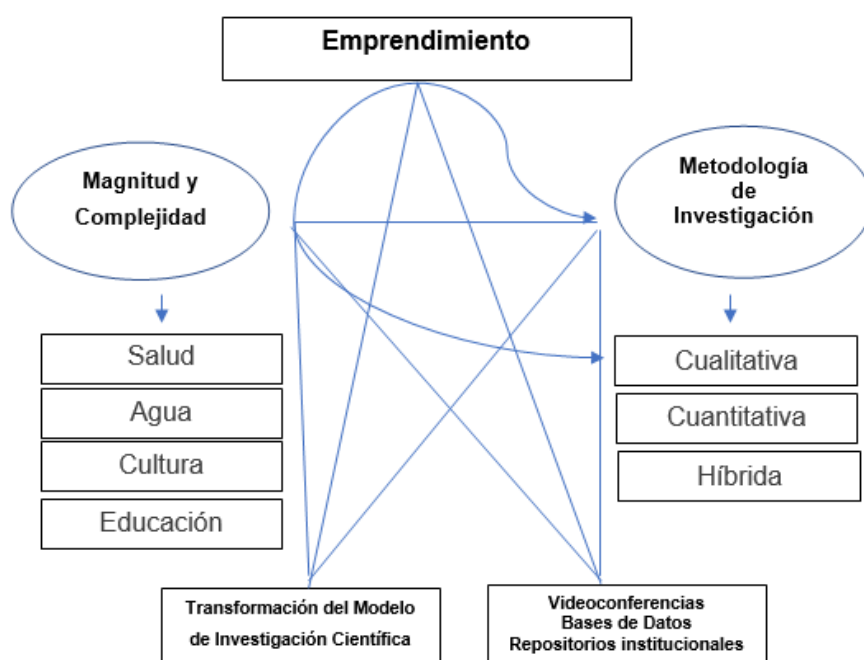 Emprendimiento
Magnitud y
Complejidad
Metodología
de
Investigación
Salud
Agua
Cultura
Educación
Cualitativa
Cuantitativa
Híbrida
Transformación del Modelo
de Investigación Científica
Videoconferencias
Bases de Datos
Repositorios institucionales